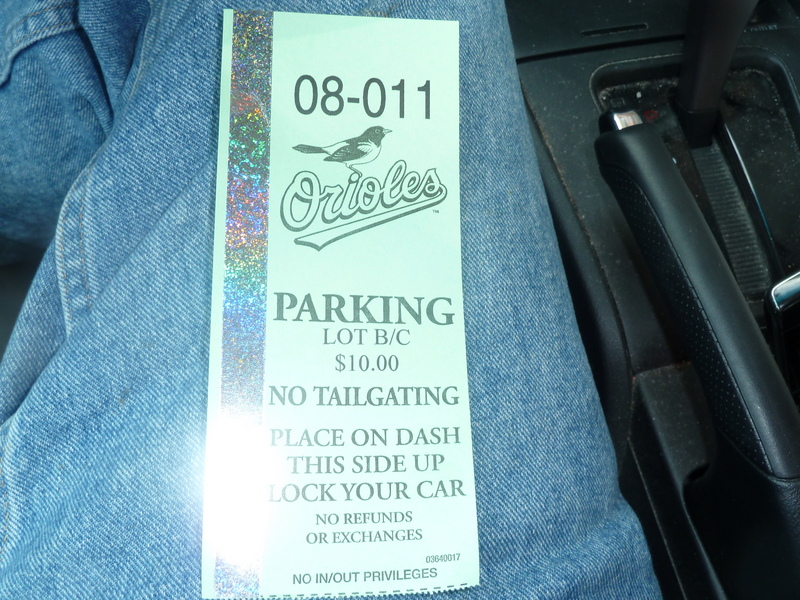 08-011
Orioles
TM
PARKING
LOT B/C
$10.00
NO TAILGATING
PLACE ON DASH
THIS SIDE UP
LOCK YOUR CAR
NO REFUNDS
OR EXCHANGES
03640017
NO IN/OUT PRIVILEGES